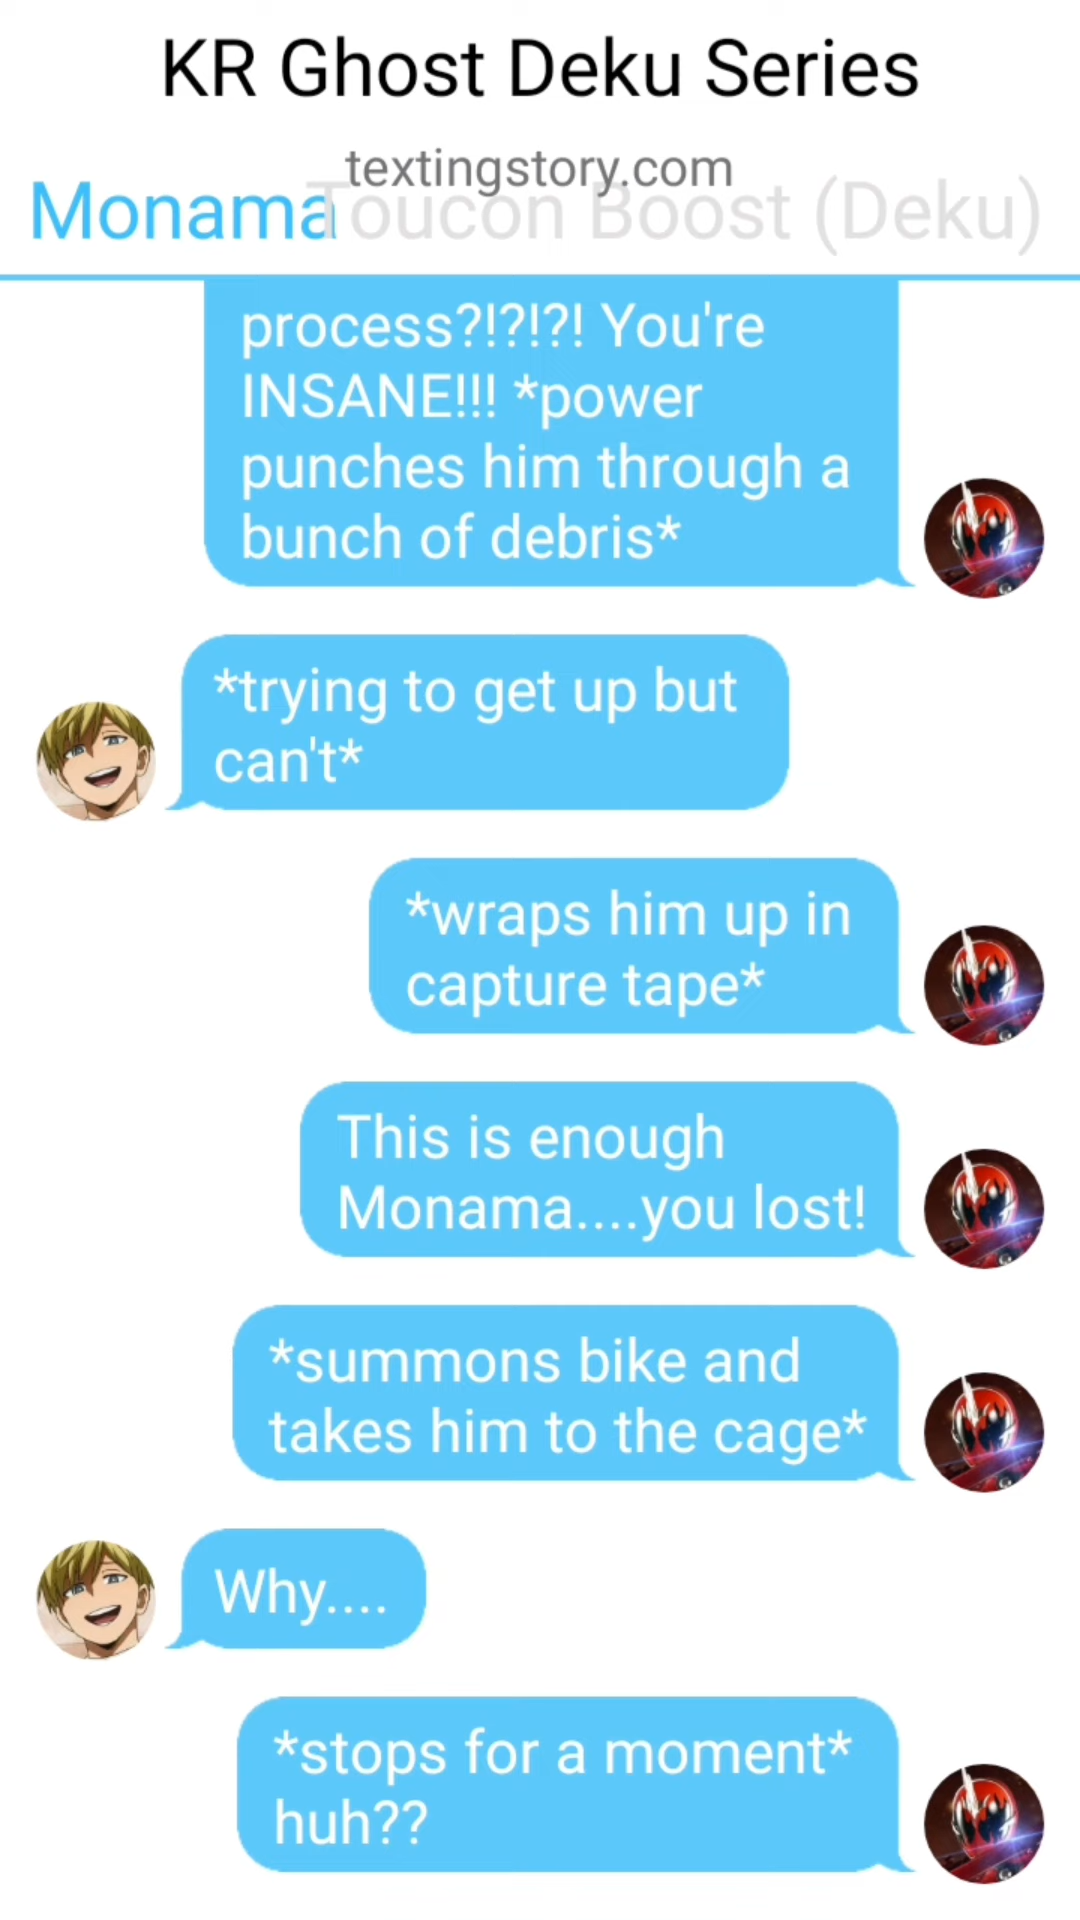 KR Ghost Deku Series
textingstory.com
Monama Toucon Boost (Deku)
process?!?!?! You're
INSANE!!! *power
punches him through a
bunch of debris*
*trying to get up but
can't*
*wraps him up in
capture tape*
This is enough
Monama....you lost!
*summons bike and
takes him to the cage*
Why....
*stops for a moment*
huh??